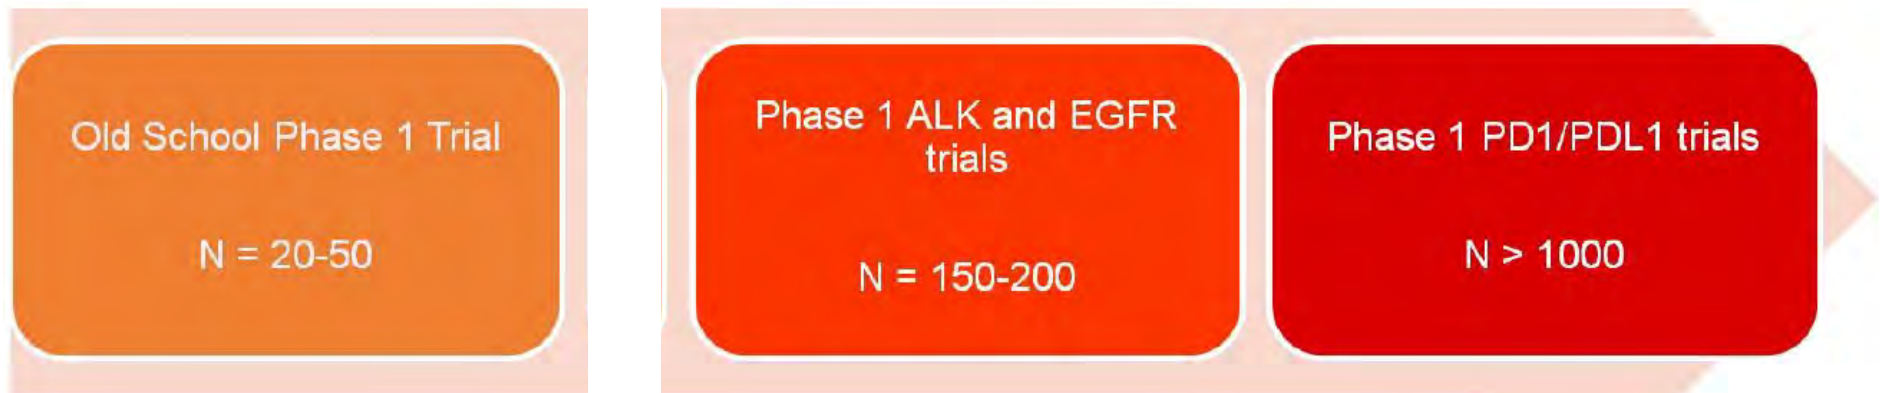 Old School Phase 1 Trial
N = 20-50
Phase 1 ALK and EGFR
trials
N = 150-200
Phase 1 PD1/PDL1 trials
N > 1000